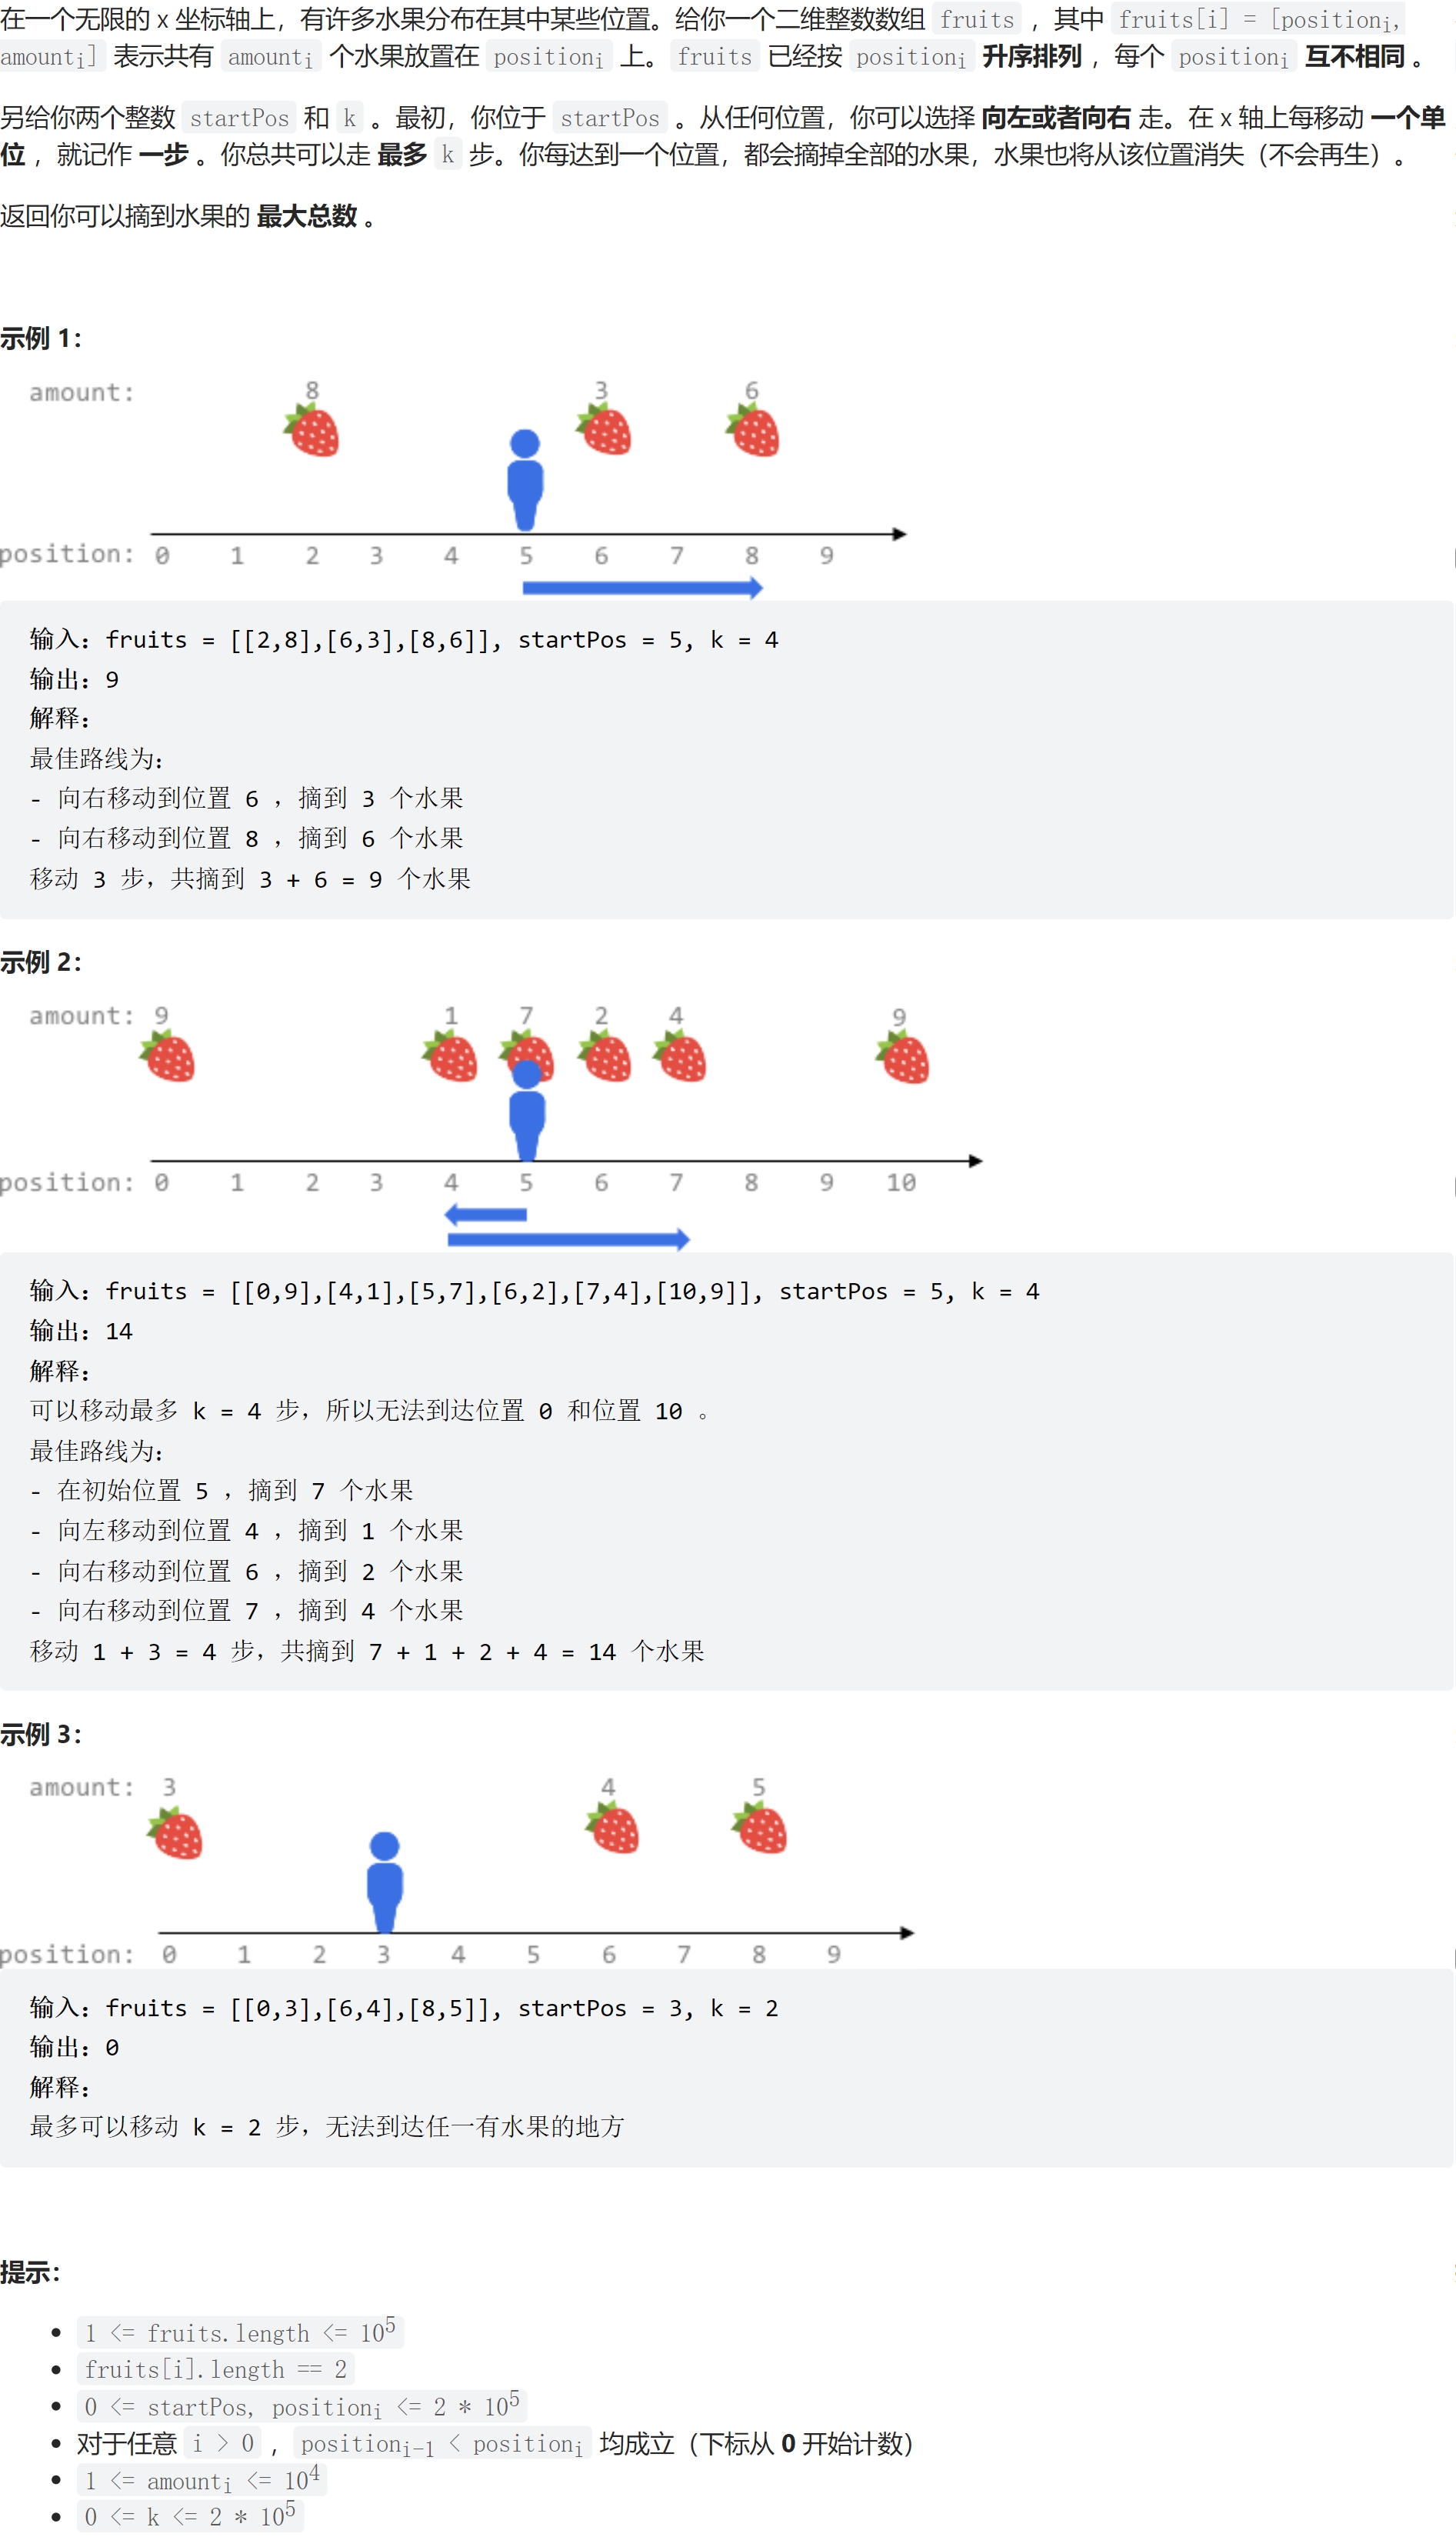 在一个无限的 x 坐标轴上，有许多水果分布在其中某些位置。给你一个二维整数数组 fruits ，其中 fruits[i] = [positionᵢ,
amountᵢ] 表示共有 amountᵢ 个水果放置在 positionᵢ 上。fruits 已经按 positionᵢ 升序排列 ，每个 positionᵢ 互不相同 。
另给你两个整数 startPos 和 k 。最初，你位于 startPos 。从任何位置，你可以选择 向左或者向右 走。在 x 轴上每移动 一个单
位 ，就记作 一步 。你总共可以走 最多 k 步。你每达到一个位置，都会摘掉全部的水果，水果也将从该位置消失（不会再生）。
返回你可以摘到水果的 最大总数 。
示例 1：
amount: 8 3 6
position: 0 1 2 3 4 5 6 7 8 9
输入：fruits = [[2,8],[6,3],[8,6]], startPos = 5, k = 4
输出：9
解释：
最佳路线为：
- 向右移动到位置 6 ，摘到 3 个水果
- 向右移动到位置 8 ，摘到 6 个水果
移动 3 步，共摘到 3 + 6 = 9 个水果
示例 2：
amount: 9 1 7 2 4 9
position: 0 1 2 3 4 5 6 7 8 9 10
输入：fruits = [[0,9],[4,1],[5,7],[6,2],[7,4],[10,9]], startPos = 5, k = 4
输出：14
解释：
可以移动最多 k = 4 步，所以无法到达位置 0 和位置 10 。
最佳路线为：
- 在初始位置 5 ，摘到 7 个水果
- 向左移动到位置 4 ，摘到 1 个水果
- 向右移动到位置 6 ，摘到 2 个水果
- 向右移动到位置 7 ，摘到 4 个水果
移动 1 + 3 = 4 步，共摘到 7 + 1 + 2 + 4 = 14 个水果
示例 3：
amount: 3 4 5
position: 0 1 2 3 4 5 6 7 8 9
输入：fruits = [[0,3],[6,4],[8,5]], startPos = 3, k = 2
输出：0
解释：
最多可以移动 k = 2 步，无法到达任一有水果的地方
提示：
• 1 <= fruits.length <= 10⁵
• fruits[i].length == 2
• 0 <= startPos, positionᵢ <= 2 * 10⁵
• 对于任意 i > 0 ，positionᵢ₋₁ < positionᵢ 均成立（下标从 0 开始计数）
• 1 <= amountᵢ <= 10⁴
• 0 <= k <= 2 * 10⁵